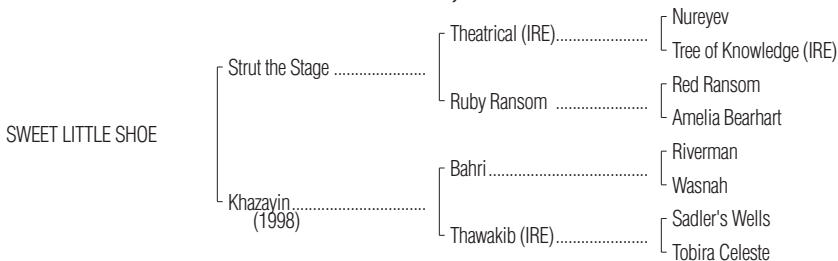 Nureyev
Theatrical (IRE)......................
Tree of Knowledge (IRE)
Strut the Stage ......................
Red Ransom
Ruby Ransom ......................
Amelia Bearhart
SWEET LITTLE SHOE
Riverman
Bahri......................................
Wasnah
Khazayin................................
(1998)
Sadler's Wells
Thawakib (IRE)......................
Tobira Celeste